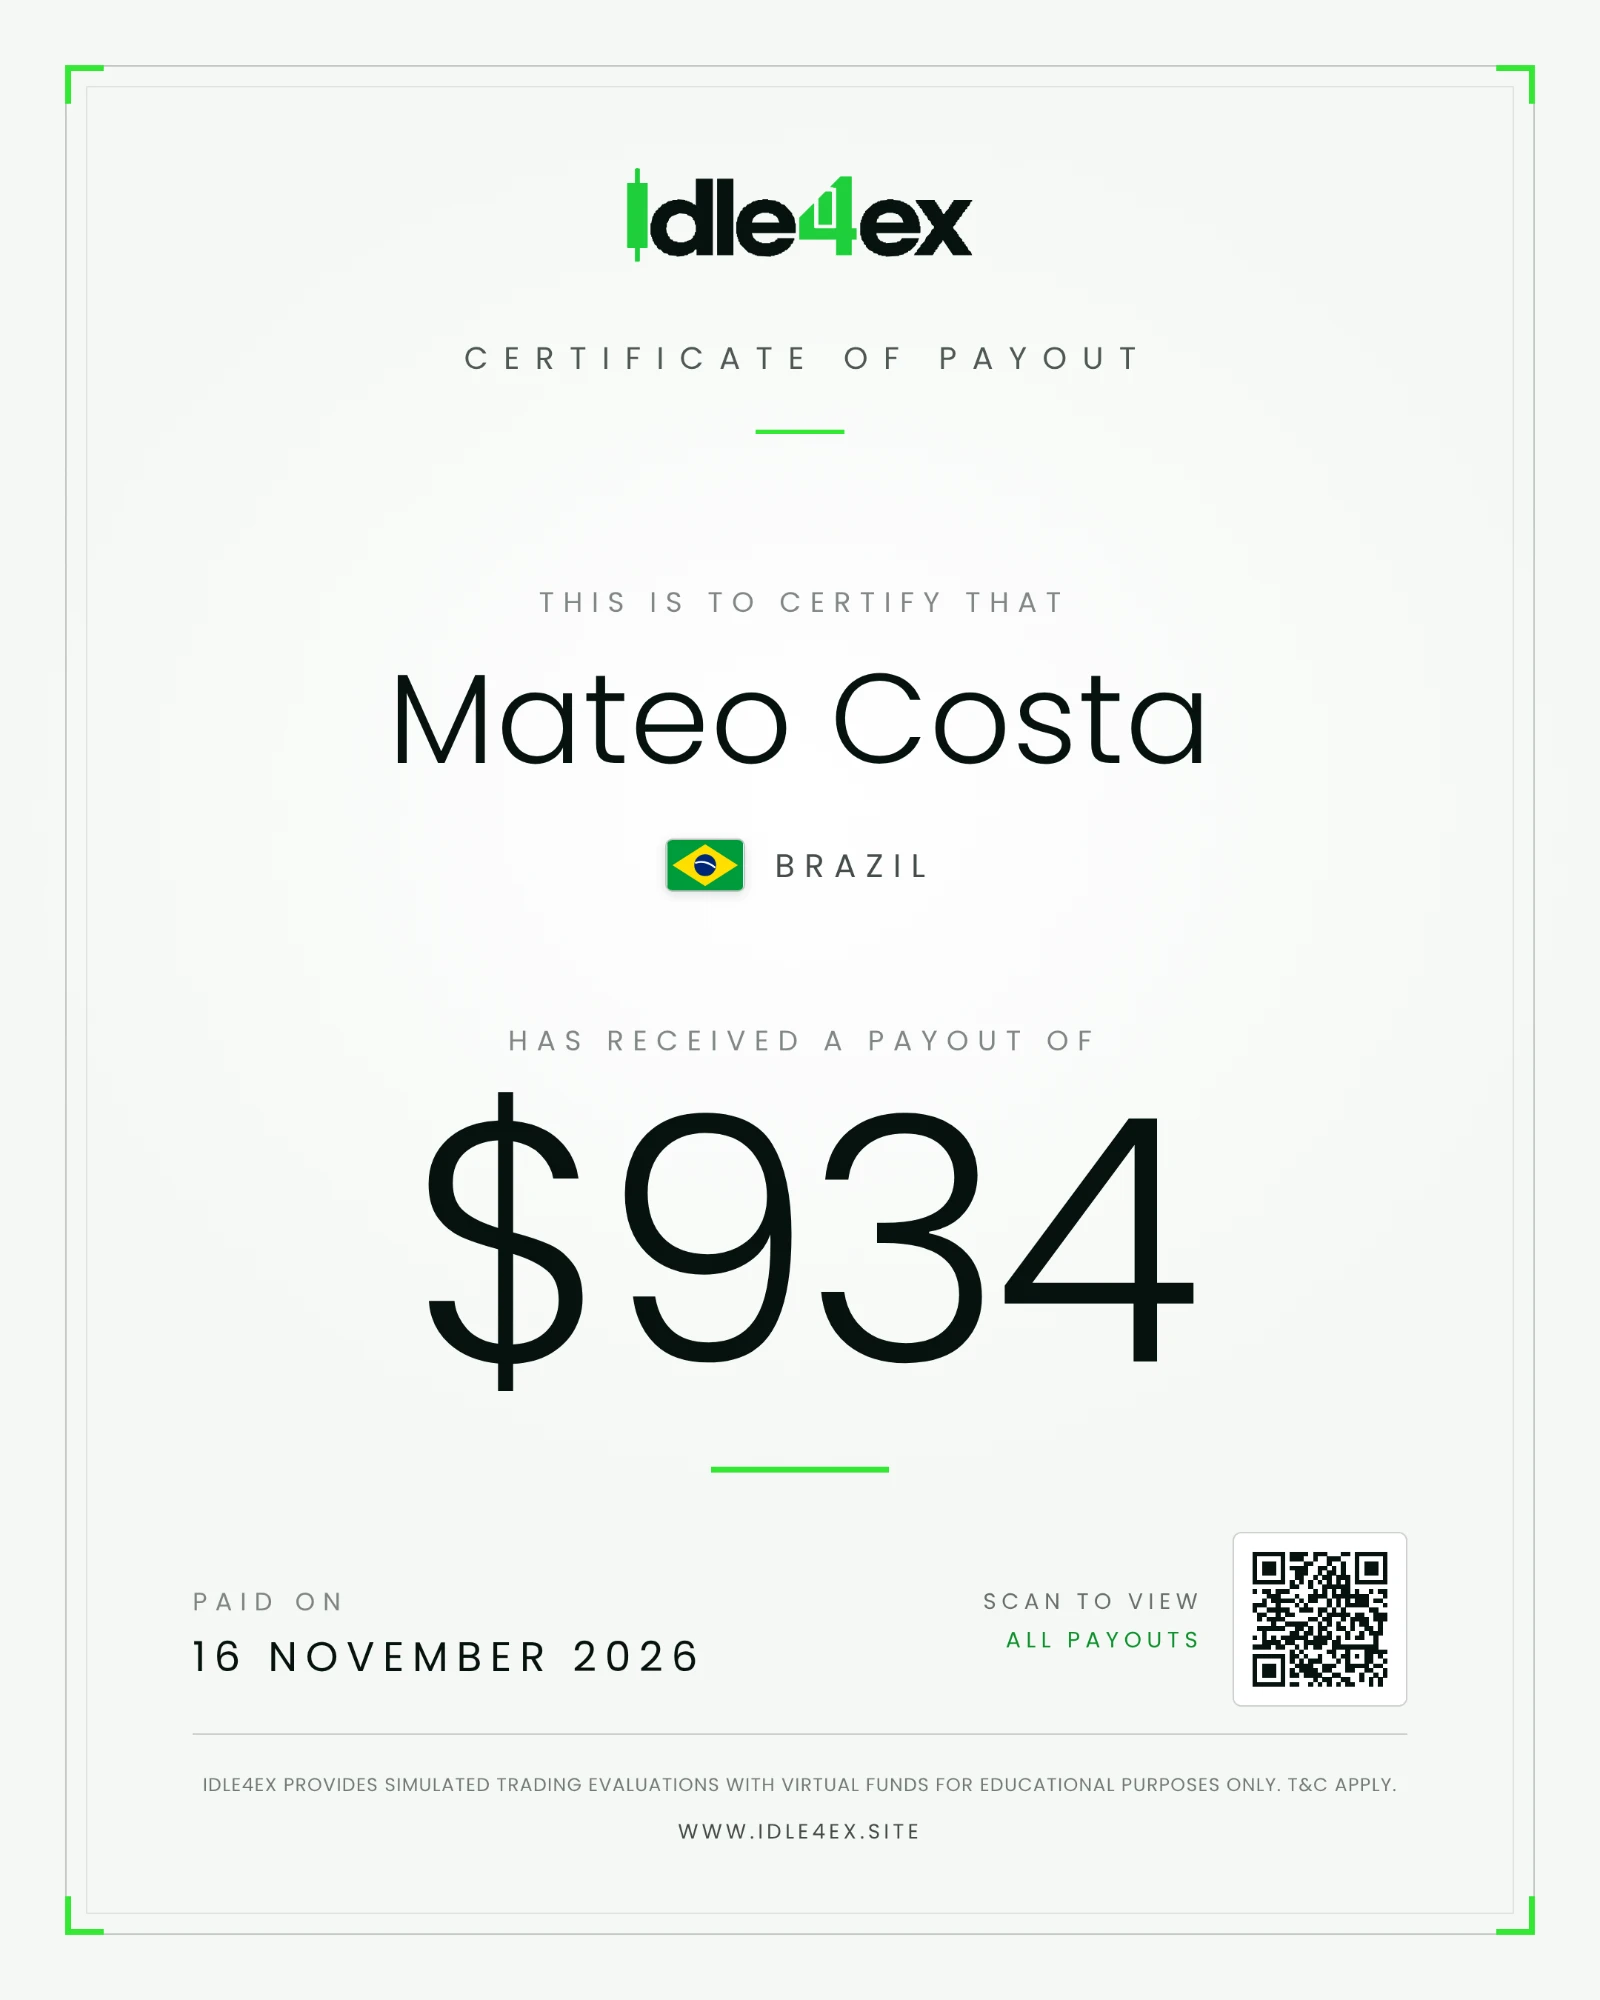 Idle4ex
CERTIFICATE OF PAYOUT
THIS IS TO CERTIFY THAT
Mateo Costa
BRAZIL
HAS RECEIVED A PAYOUT OF
$934
PAID ON
16 NOVEMBER 2026
SCAN TO VIEW
ALL PAYOUTS
IDLE4EX PROVIDES SIMULATED TRADING EVALUATIONS WITH VIRTUAL FUNDS FOR EDUCATIONAL PURPOSES ONLY. T&C APPLY.
WWW.IDLE4EX.SITE